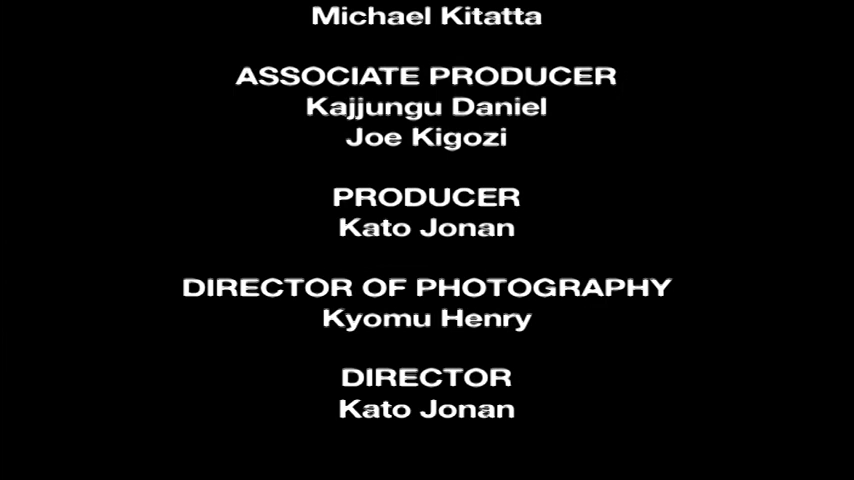 Michael Kitatta
ASSOCIATE PRODUCER
Kajjungu Daniel
Joe Kigozi
PRODUCER
Kato Jonan
DIRECTOR OF PHOTOGRAPHY
Kyomu Henry
DIRECTOR
Kato Jonan